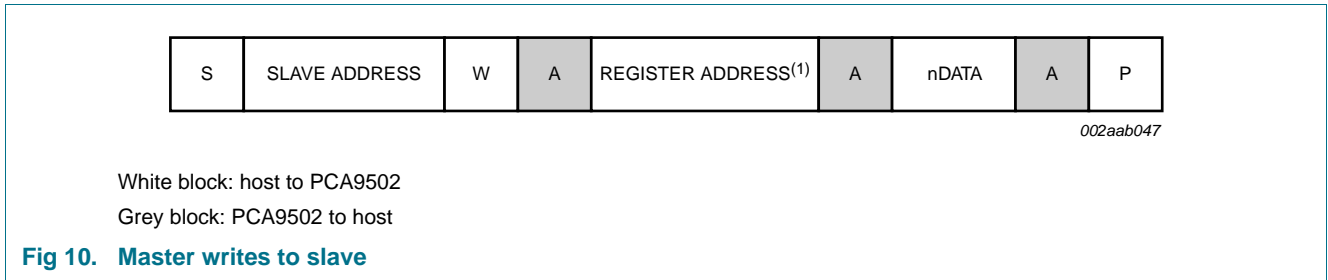 S SLAVE ADDRESS W A REGISTER ADDRESS(1) A nDATA A P
002aab047
White block: host to PCA9502
Grey block: PCA9502 to host
Fig 10. Master writes to slave